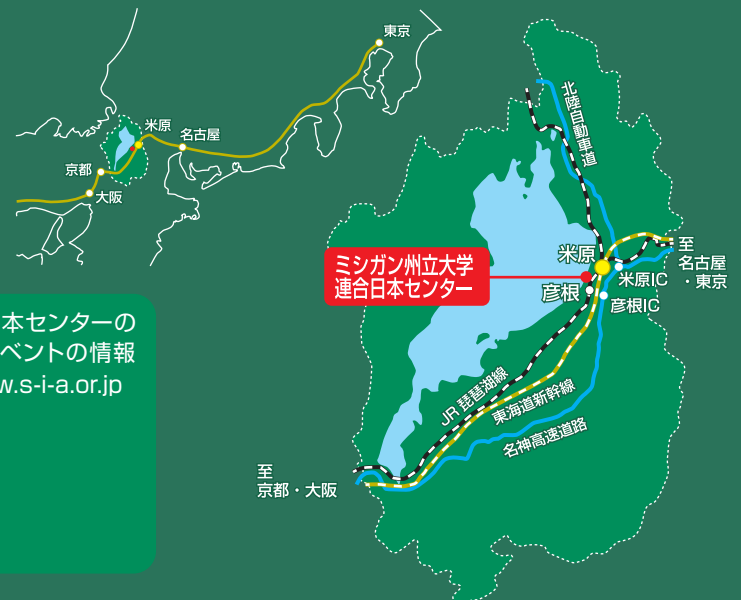 東京
米原
名古屋
京都
大阪
北陸自動車道
米原
至
名古屋
・東京
ミシガン州立大学
連合日本センター
米原IC
彦根
彦根IC
本センターの
ベントの情報
w.s-i-a.or.jp
JR 琵琶湖線
東海道新幹線
名神高速道路
至
京都・大阪